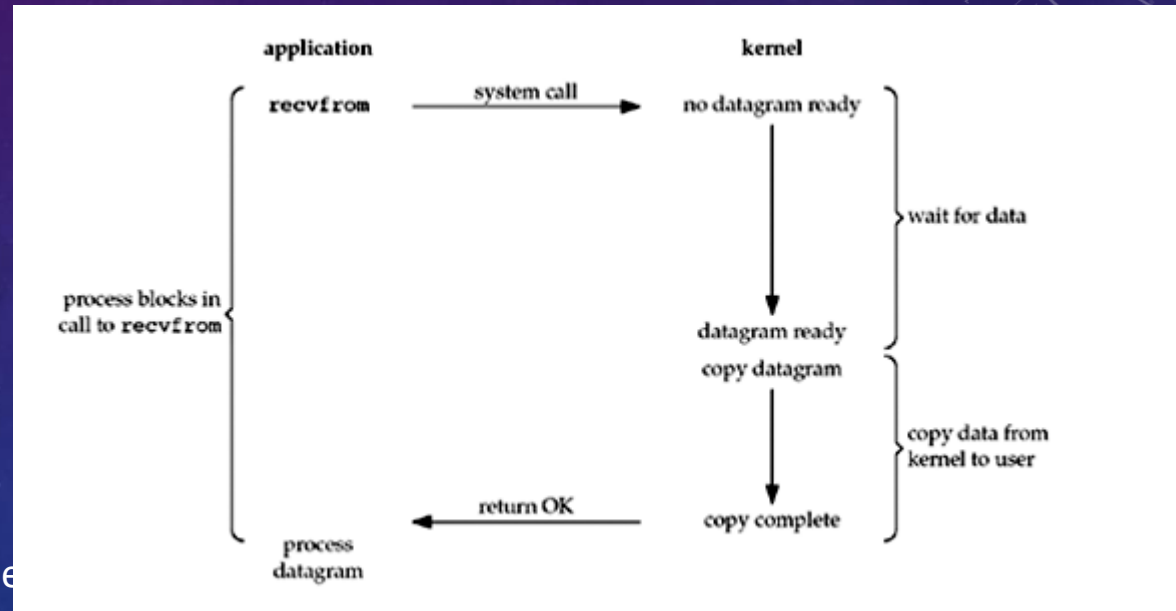 application kernel
recvfrom system call no datagram ready
wait for data
process blocks in
call to recvfrom
datagram ready
copy datagram
copy data from
kernel to user
return OK copy complete
process
datagram
e